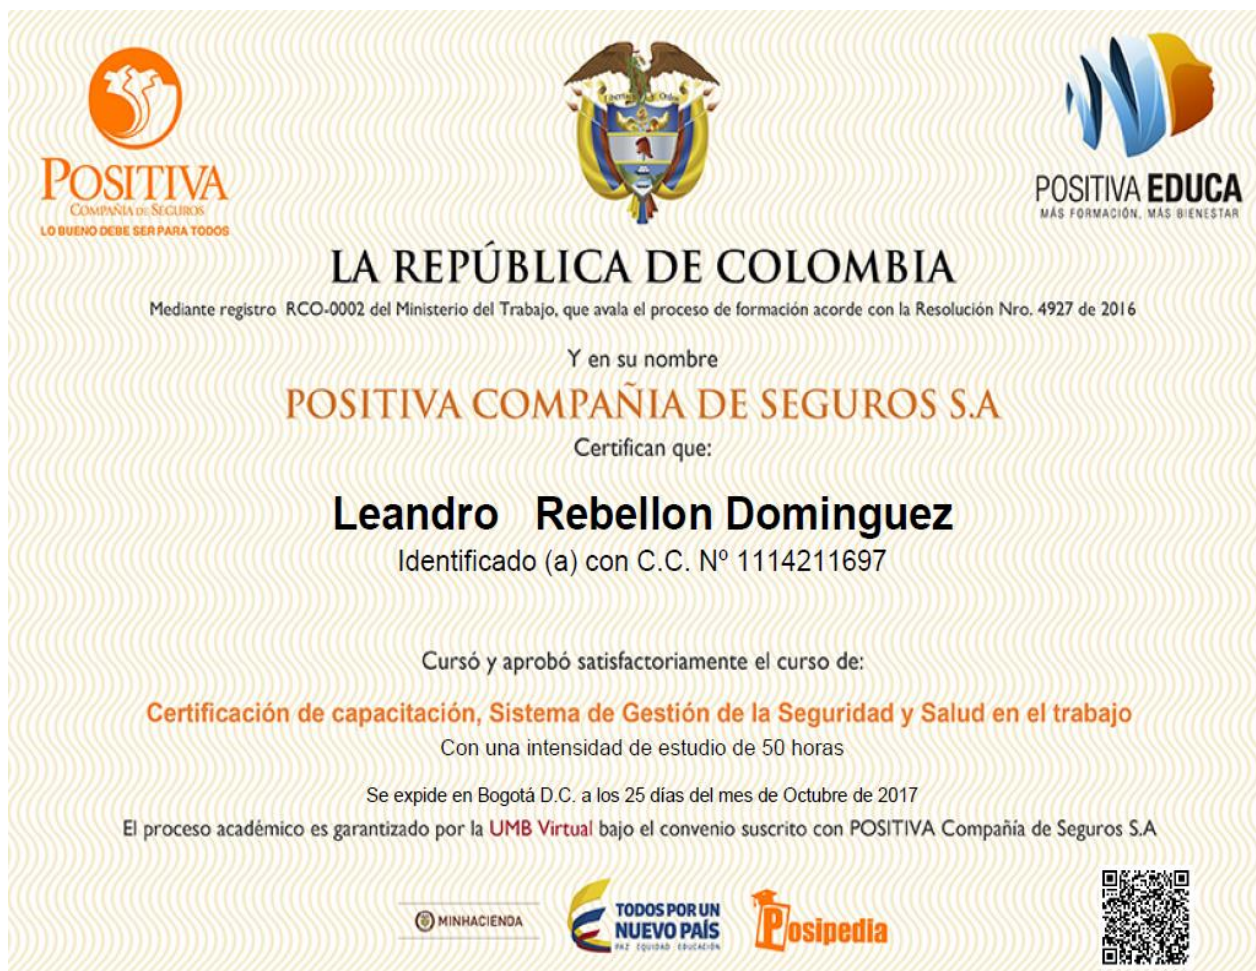 POSITIVA
COMPAÑIA DE SEGUROS
LO BUENO DEBE SER PARA TODOS
Libertad y Orden
POSITIVA EDUCA
MÁS FORMACIÓN, MÁS BIENESTAR
LA REPÚBLICA DE COLOMBIA
Mediante registro RCO-0002 del Ministerio del Trabajo, que avala el proceso de formación acorde con la Resolución Nro. 4927 de 2016
Y en su nombre
POSITIVA COMPAÑIA DE SEGUROS S.A
Certifican que:
Leandro Rebellon Dominguez
Identificado (a) con C.C. Nº 1114211697
Cursó y aprobó satisfactoriamente el curso de:
Certificación de capacitación, Sistema de Gestión de la Seguridad y Salud en el trabajo
Con una intensidad de estudio de 50 horas
Se expide en Bogotá D.C. a los 25 días del mes de Octubre de 2017
El proceso académico es garantizado por la UMB Virtual bajo el convenio suscrito con POSITIVA Compañía de Seguros S.A
MINHACIENDA
TODOS POR UN
NUEVO PAÍS
PAZ EQUIDAD EDUCACIÓN
Posipedia